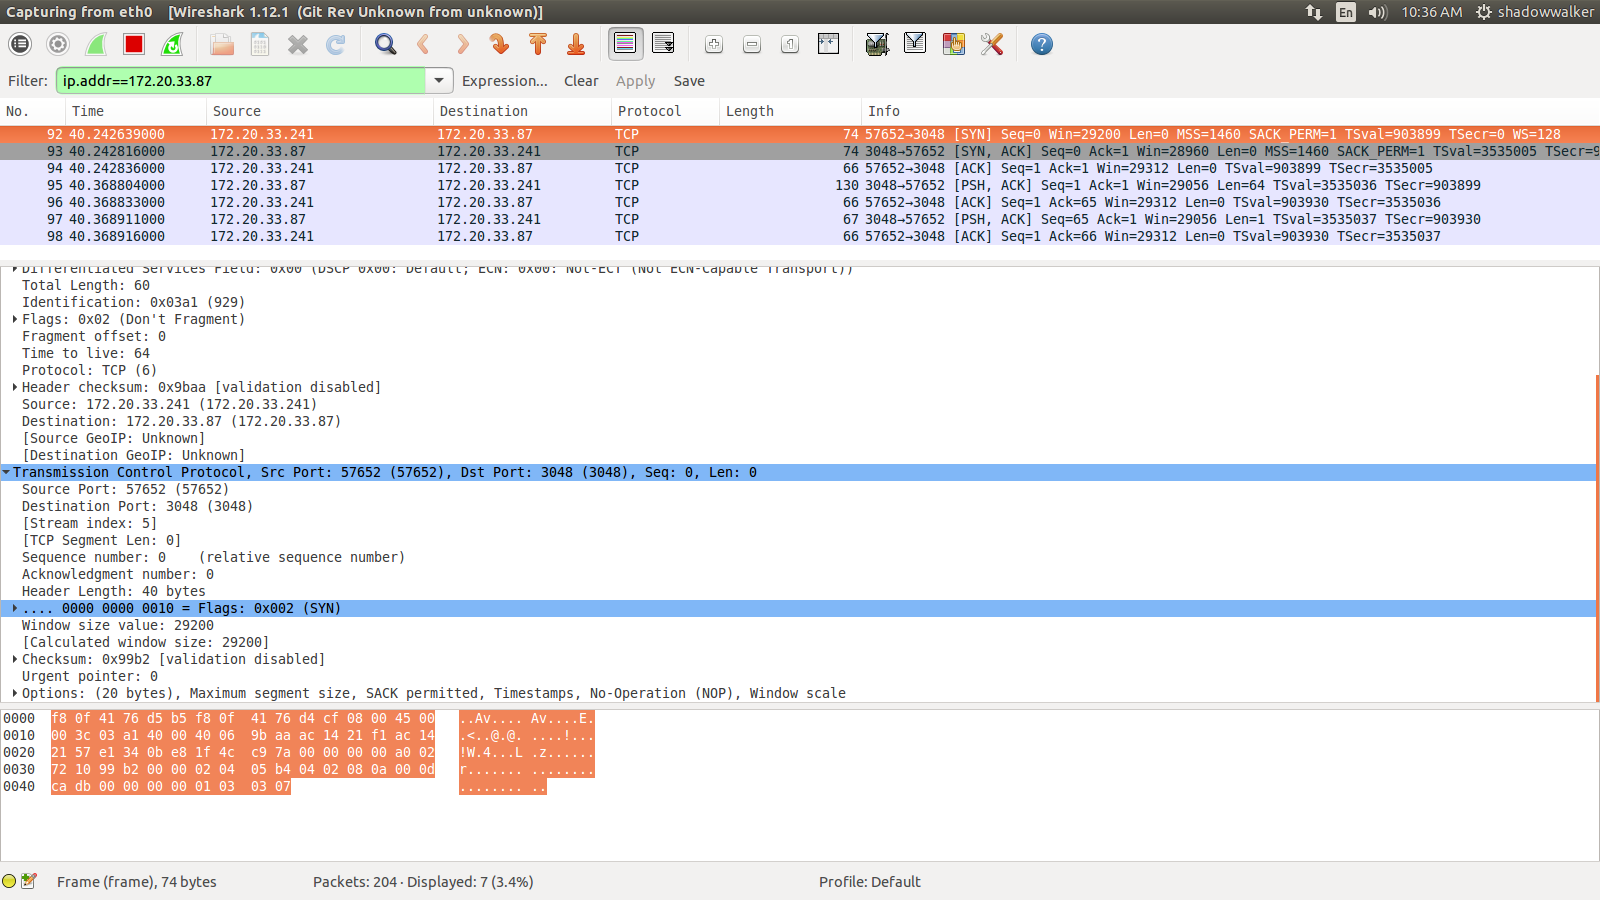 Capturing from eth0   [Wireshark 1.12.1  (Git Rev Unknown from unknown)]   En   10:36 AM   shadowwalker
Filter: ip.addr==172.20.33.87   Expression...   Clear   Apply   Save
No.   Time   Source   Destination   Protocol   Length   Info
92 40.242639000   172.20.33.241   172.20.33.87   TCP   74 57652→3048 [SYN] Seq=0 Win=29200 Len=0 MSS=1460 SACK_PERM=1 TSval=903899 TSecr=0 WS=128
93 40.242816000   172.20.33.87   172.20.33.241   TCP   74 3048→57652 [SYN, ACK] Seq=0 Ack=1 Win=28960 Len=0 MSS=1460 SACK_PERM=1 TSval=3535005 TSecr=9
94 40.242836000   172.20.33.241   172.20.33.87   TCP   66 57652→3048 [ACK] Seq=1 Ack=1 Win=29312 Len=0 TSval=903899 TSecr=3535005
95 40.368804000   172.20.33.87   172.20.33.241   TCP   130 3048→57652 [PSH, ACK] Seq=1 Ack=1 Win=29056 Len=64 TSval=3535036 TSecr=903899
96 40.368833000   172.20.33.241   172.20.33.87   TCP   66 57652→3048 [ACK] Seq=1 Ack=65 Win=29312 Len=0 TSval=903930 TSecr=3535036
97 40.368911000   172.20.33.87   172.20.33.241   TCP   67 3048→57652 [PSH, ACK] Seq=65 Ack=1 Win=29056 Len=1 TSval=3535037 TSecr=903930
98 40.368916000   172.20.33.241   172.20.33.87   TCP   66 57652→3048 [ACK] Seq=1 Ack=66 Win=29312 Len=0 TSval=903930 TSecr=3535037
Differentiated Services Field: 0x00 (DSCP 0x00: Default; ECN: 0x00: Not-ECT (Not ECN-Capable Transport))
Total Length: 60
Identification: 0x03a1 (929)
Flags: 0x02 (Don't Fragment)
Fragment offset: 0
Time to live: 64
Protocol: TCP (6)
Header checksum: 0x9baa [validation disabled]
Source: 172.20.33.241 (172.20.33.241)
Destination: 172.20.33.87 (172.20.33.87)
[Source GeoIP: Unknown]
[Destination GeoIP: Unknown]
Transmission Control Protocol, Src Port: 57652 (57652), Dst Port: 3048 (3048), Seq: 0, Len: 0
Source Port: 57652 (57652)
Destination Port: 3048 (3048)
[Stream index: 5]
[TCP Segment Len: 0]
Sequence number: 0    (relative sequence number)
Acknowledgment number: 0
Header Length: 40 bytes
.... 0000 0000 0010 = Flags: 0x002 (SYN)
Window size value: 29200
[Calculated window size: 29200]
Checksum: 0x99b2 [validation disabled]
Urgent pointer: 0
Options: (20 bytes), Maximum segment size, SACK permitted, Timestamps, No-Operation (NOP), Window scale
0000  f8 0f 41 76 d5 b5 f8 0f  41 76 d4 cf 08 00 45 00   ..Av.... Av....E.
0010  00 3c 03 a1 40 00 40 06  9b aa ac 14 21 f1 ac 14   .<..@.@. ....!...
0020  21 57 e1 34 0b e8 1f 4c  c9 7a 00 00 00 00 a0 02   !W.4...L .z......
0030  72 10 99 b2 00 00 02 04  05 b4 04 02 08 0a 00 0d   r....... ........
0040  ca db 00 00 00 00 01 03  03 07   ........ ..
Frame (frame), 74 bytes   Packets: 204 · Displayed: 7 (3.4%)   Profile: Default